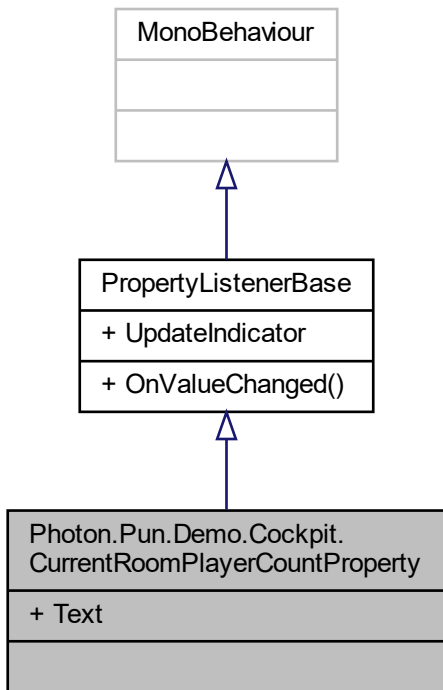 MonoBehaviour
PropertyListenerBase
+ UpdateIndicator
+ OnValueChanged()
Photon.Pun.Demo.Cockpit.
CurrentRoomPlayerCountProperty
+ Text